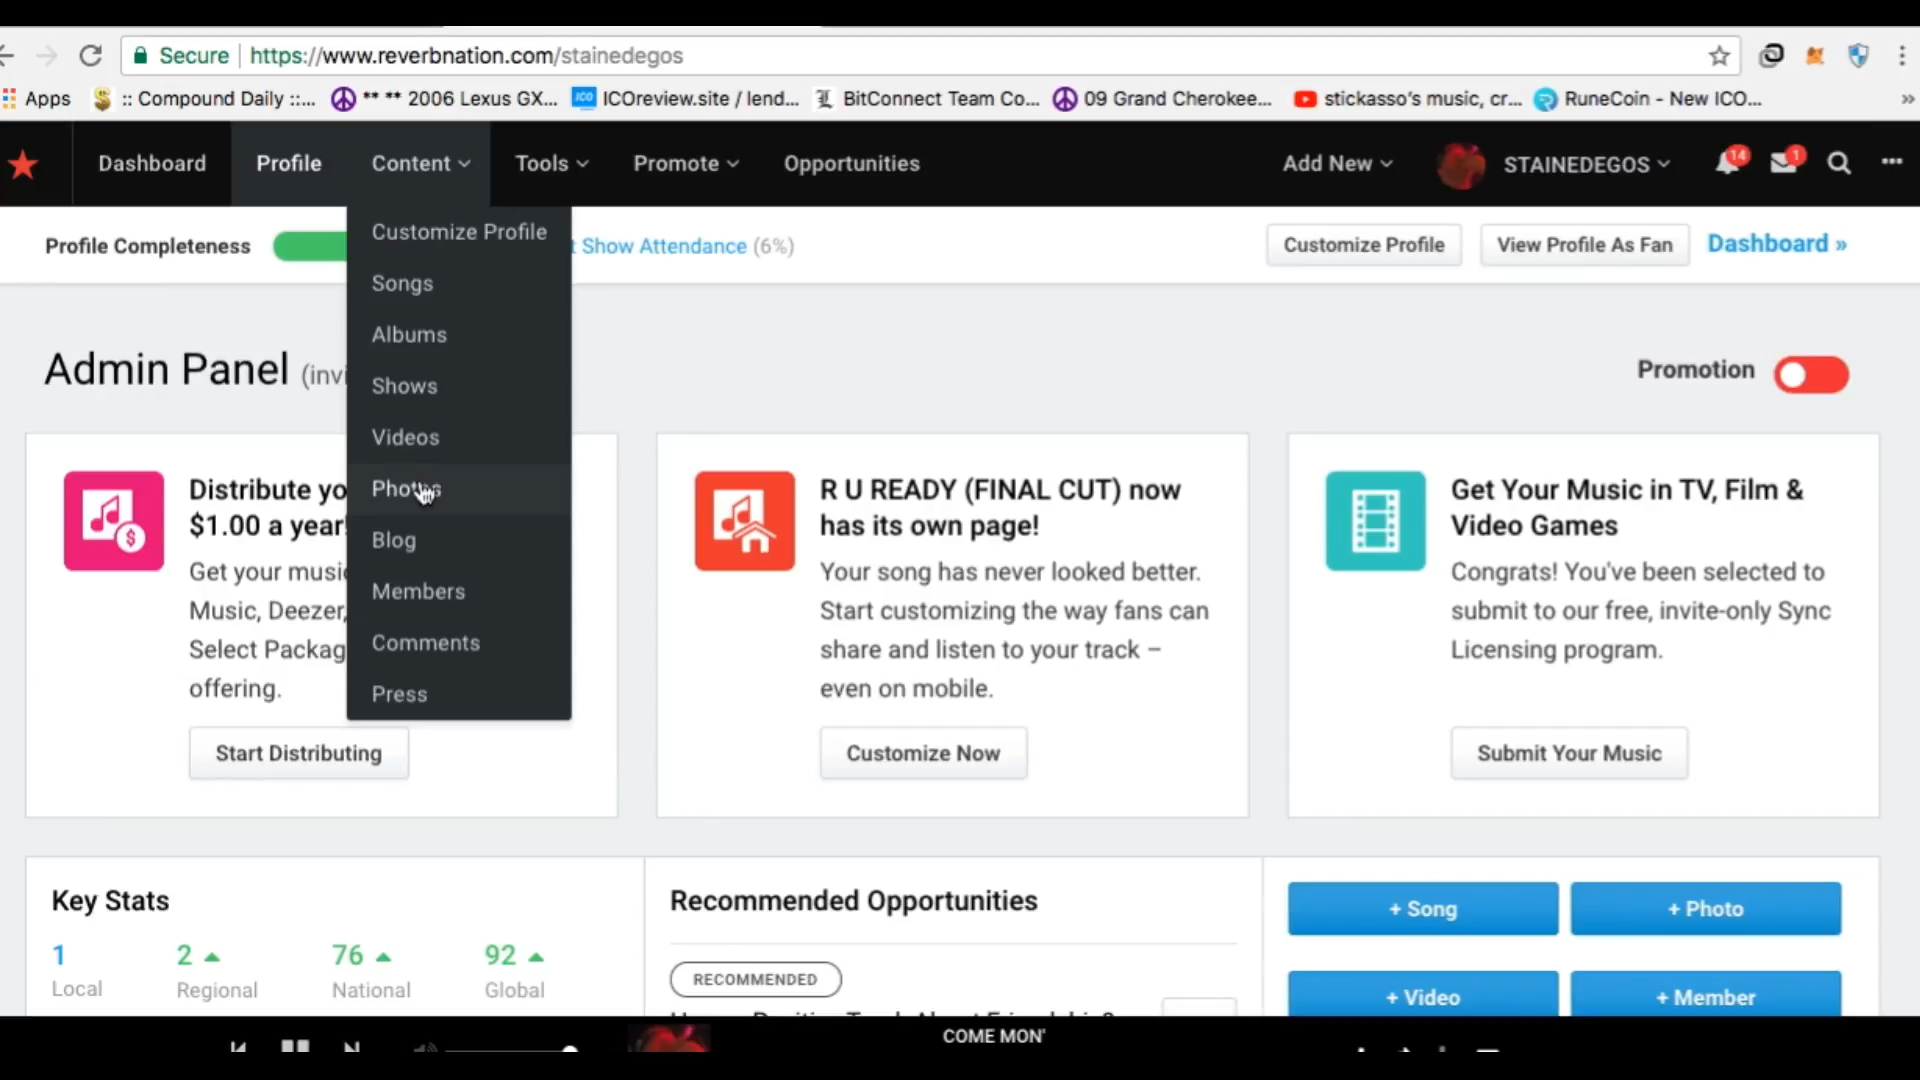 Secure https://www.reverbnation.com/stainedegos
Apps :: Compound Daily ::... ** ** 2006 Lexus GX... ICO ICOreview.site / lend... BitConnect Team Co... 09 Grand Cherokee... stickasso's music, cr... RuneCoin - New ICO... »
Dashboard Profile Content Tools Promote Opportunities Add New STAINEDEGOS 14 1
Customize Profile
Songs
Albums
Shows
Videos
Photos
Blog
Members
Comments
Press
Profile Completeness Show Attendance (6%) Customize Profile View Profile As Fan Dashboard »
Admin Panel Promotion
Distribute
$1.00 a year!
Get your
Music, Deezer,
Select
offering.
Start Distributing
R U READY (FINAL CUT) now
has its own page!
Your song has never looked better.
Start customizing the way fans can
share and listen to your track –
even on mobile.
Customize Now
Get Your Music in TV, Film &
Video Games
Congrats! You've been selected to
submit to our free, invite-only Sync
Licensing program.
Submit Your Music
Key Stats
1 2 76 92
Local Regional National Global
Recommended Opportunities
RECOMMENDED
+ Song + Photo
+ Video + Member
COME MON'